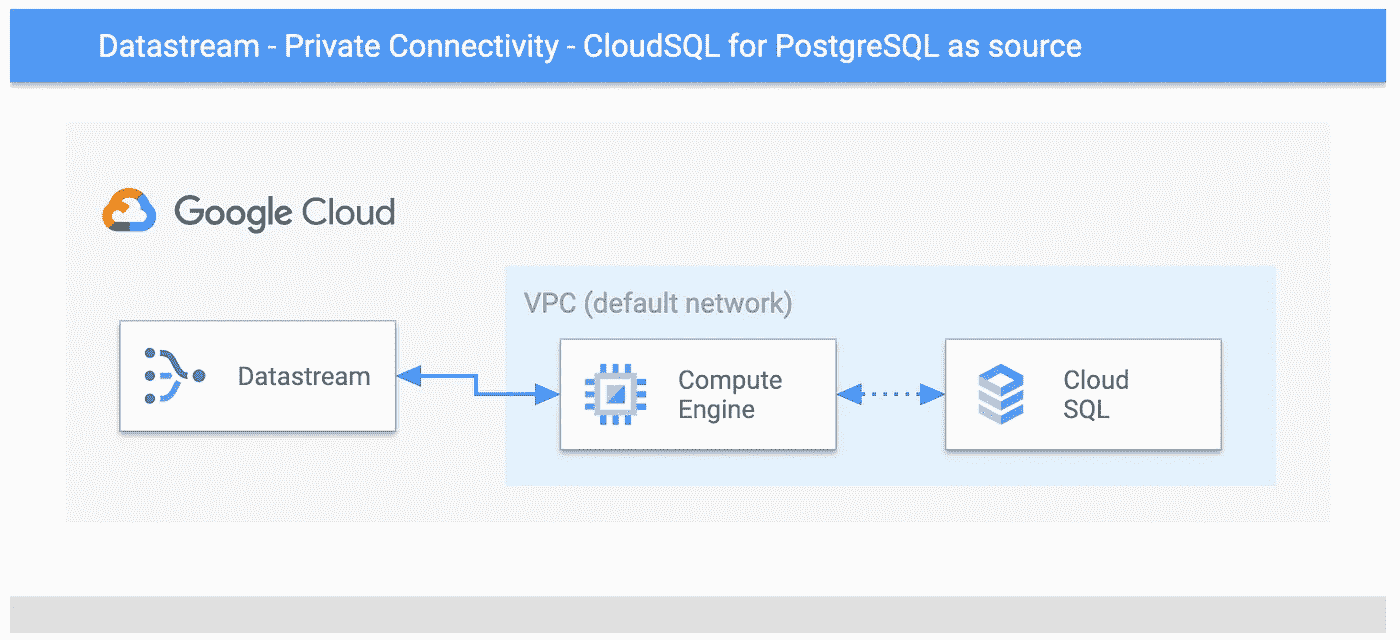 Datastream - Private Connectivity - CloudSQL for PostgreSQL as source
Google Cloud
VPC (default network)
Datastream
Compute
Engine
Cloud
SQL